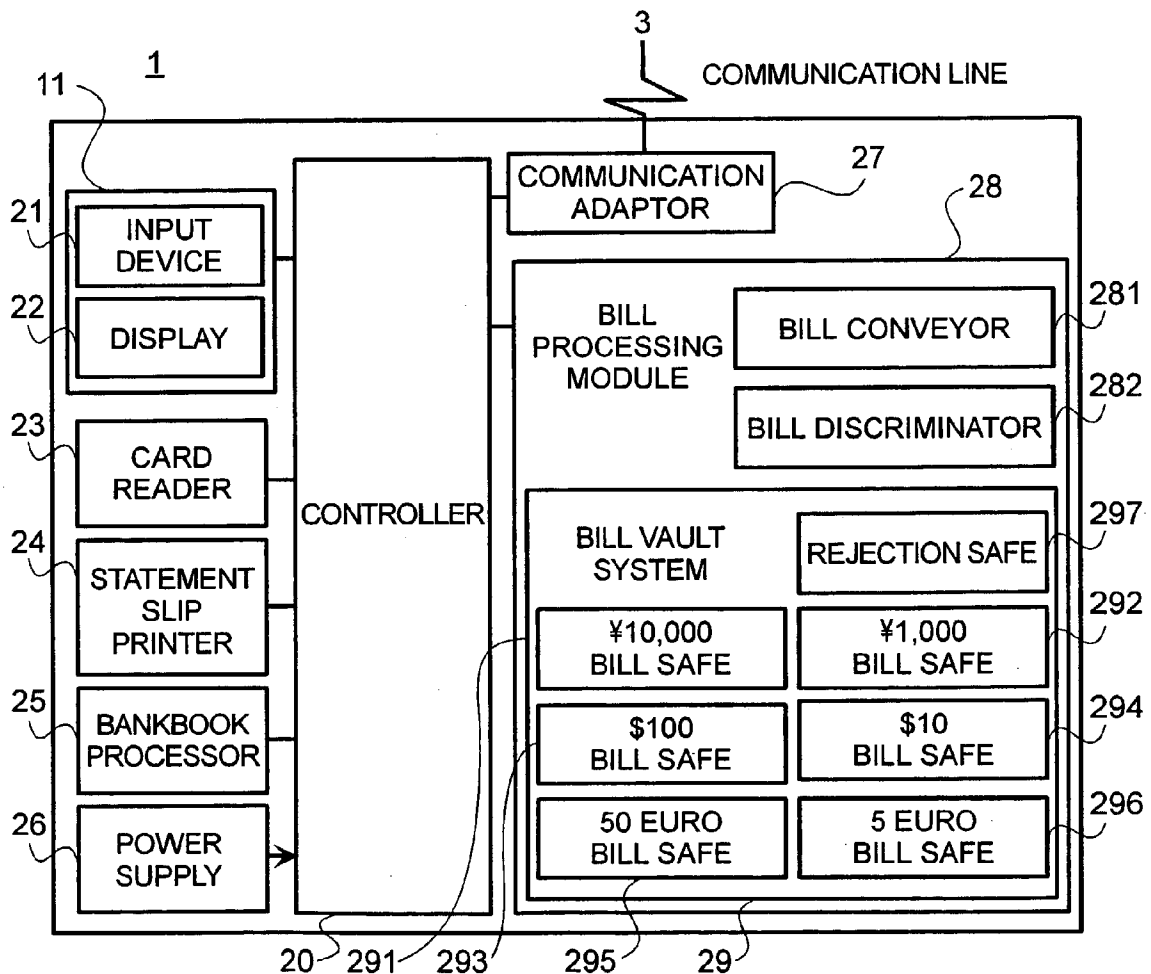 3
1
COMMUNICATION LINE
11
COMMUNICATION
ADAPTOR
27
28
21
INPUT
DEVICE
22
DISPLAY
BILL
PROCESSING
MODULE
BILL CONVEYOR
281
282
BILL DISCRIMINATOR
23
CARD
READER
CONTROLLER
24
STATEMENT
SLIP
PRINTER
BILL VAULT
SYSTEM
297
REJECTION SAFE
292
¥10,000
BILL SAFE
¥1,000
BILL SAFE
25
BANKBOOK
PROCESSOR
$100
BILL SAFE
$10
BILL SAFE
294
26
POWER
SUPPLY
50 EURO
BILL SAFE
5 EURO
BILL SAFE
296
20
291
293
295
29